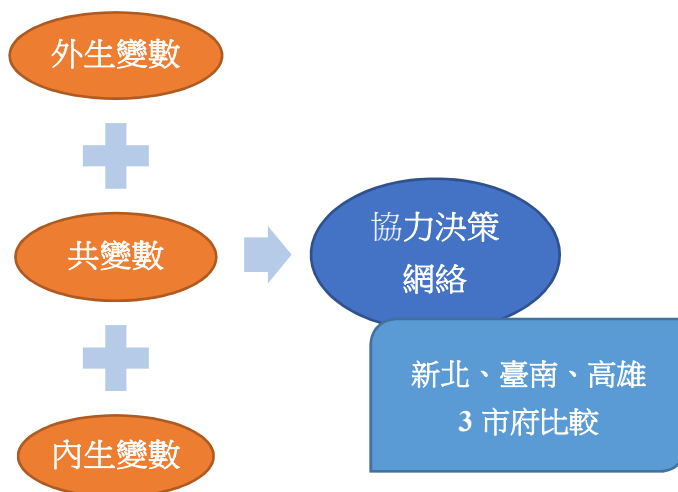 外生變數
共變數
內生變數
協力決策
網絡
新北、臺南、高雄
3 市府比較